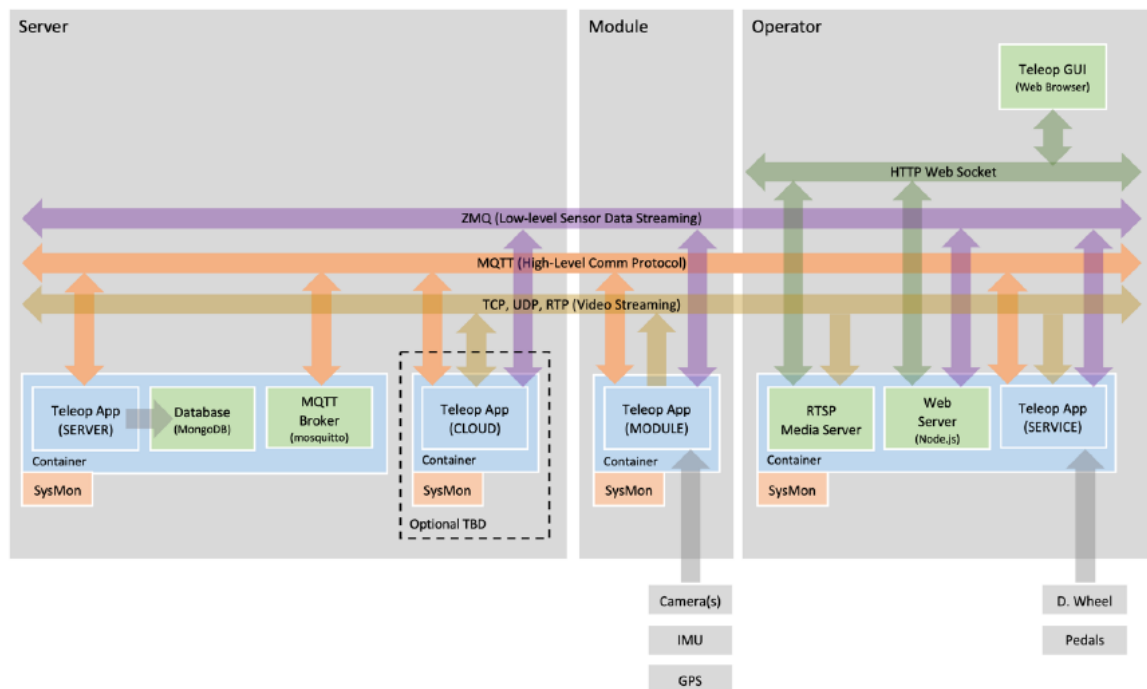 Server
Module
Operator
Teleop GUI
(Web Browser)
HTTP Web Socket
ZMQ (Low-level Sensor Data Streaming)
MQTT (High-Level Comm Protocol)
TCP, UDP, RTP (Video Streaming)
Teleop App
(SERVER)
Database
(MongoDB)
MQTT
Broker
(mosquitto)
Container
SysMon
Teleop App
(CLOUD)
Container
SysMon
Optional TBD
Teleop App
(MODULE)
Container
SysMon
RTSP
Media Server
Web
Server
(Node.js)
Teleop App
(SERVICE)
Container
SysMon
Camera(s)
IMU
GPS
D. Wheel
Pedals